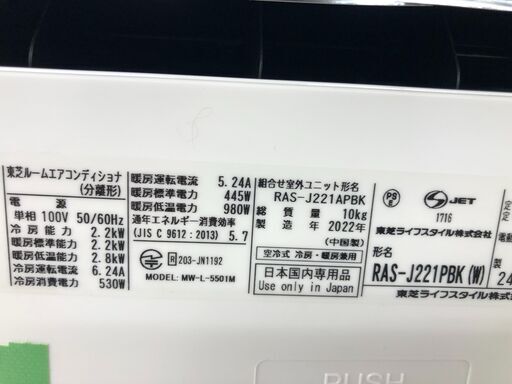 東芝ルームエアコンディショナ
(分離形)
電 源
単相 100V 50/60Hz
冷 房 能 力 2.2kW
暖房標準能力 2.2kW
暖房低温能力 2.8kW
冷房運転電流 6.24A
冷房消費電力 530W
暖房運転電流 5.24A
暖房標準電力 445W
暖房低温電力 980W
通年エネルギー消費効率
(JIS C 9612:2013) 5.7
R 203-JN1192
MODEL: MW-L-5501M
組合せ室外ユニット形名
RAS-J221APBK
総 質 量 10kg
製 造 年 2022年
(中国製)
空冷式 冷房・暖房兼用
日本国内専用品
Use only in Japan
PS
E
JET
1716
東芝ライフスタイル(株)
形名
RAS-J221PBK(W)
東芝ライフスタイル(株)
製
24
PUSH